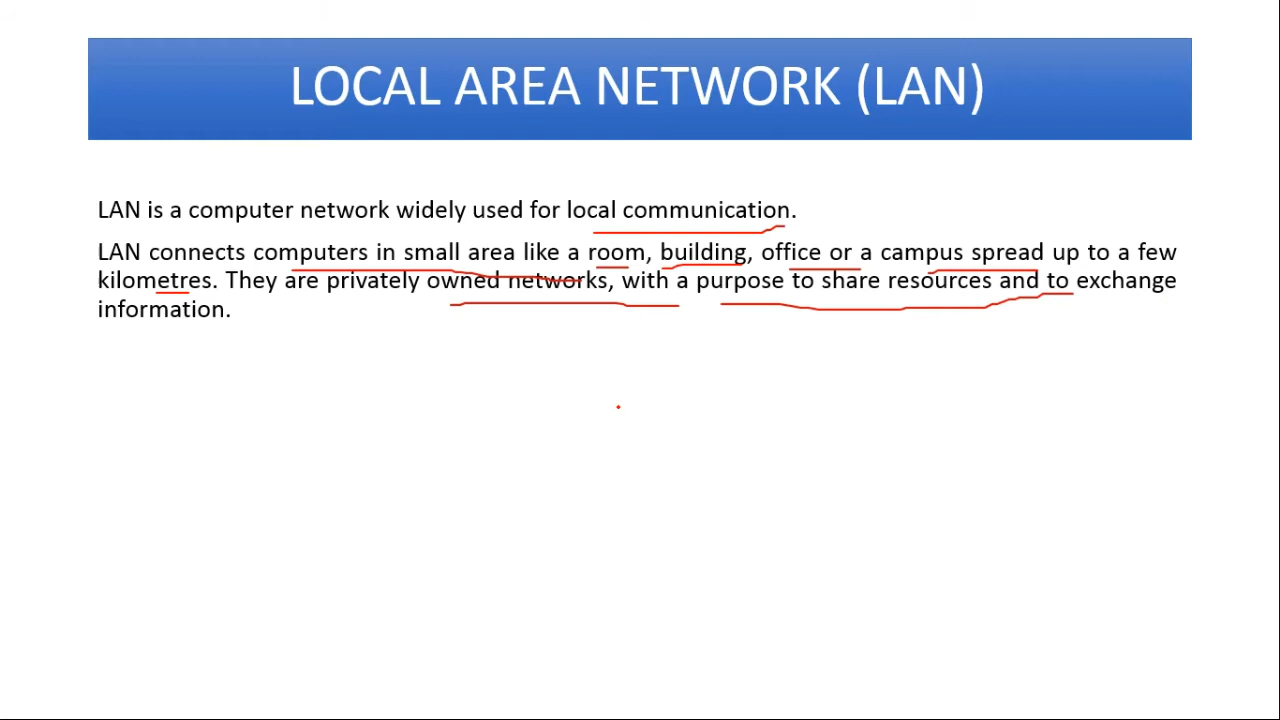 LOCAL AREA NETWORK (LAN)
LAN is a computer network widely used for local communication.
LAN connects computers in small area like a room, building, office or a campus spread up to a few
kilometres. They are privately owned networks, with a purpose to share resources and to exchange
information.